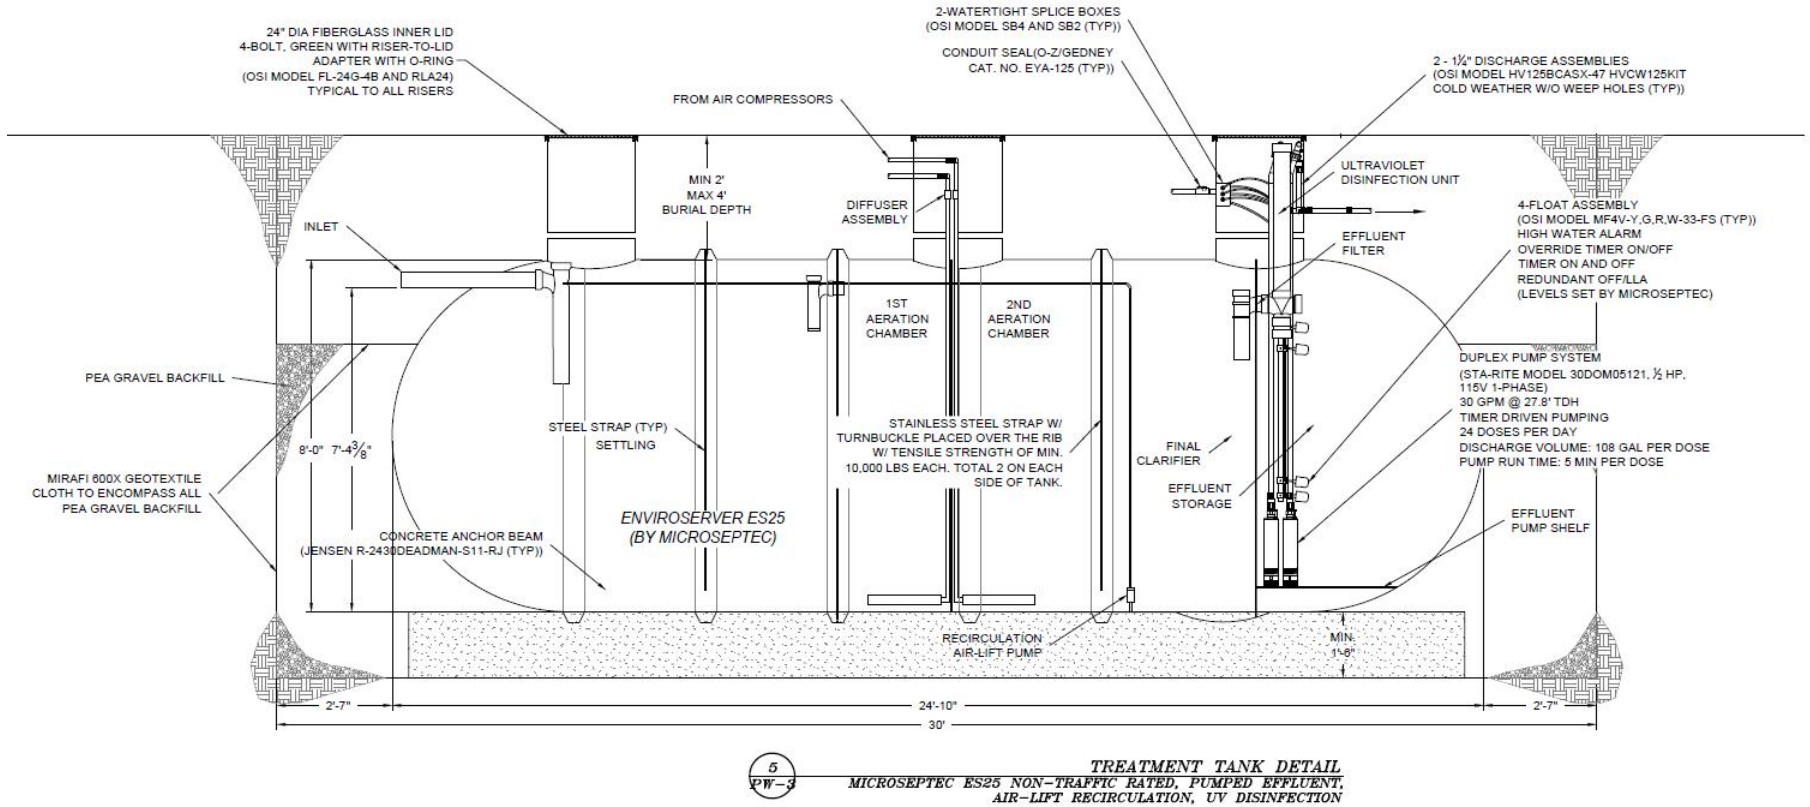 24" DIA FIBERGLASS INNER LID
4-BOLT, GREEN WITH RISER-TO-LID
ADAPTER WITH O-RING
(OSI MODEL FL-24G-4B AND RLA24)
TYPICAL TO ALL RISERS
2-WATERTIGHT SPLICE BOXES
(OSI MODEL SB4 AND SB2 (TYP))
CONDUIT SEAL(O-Z/GEDNEY
CAT. NO. EYA-125 (TYP))
2 - 1¼" DISCHARGE ASSEMBLIES
(OSI MODEL HV125BCASX-47 HVCW125KIT
COLD WEATHER W/O WEEP HOLES (TYP))
FROM AIR COMPRESSORS
MIN 2'
MAX 4'
BURIAL DEPTH
DIFFUSER
ASSEMBLY
ULTRAVIOLET
DISINFECTION UNIT
4-FLOAT ASSEMBLY
(OSI MODEL MF4V-Y,G,R,W-33-FS (TYP))
HIGH WATER ALARM
OVERRIDE TIMER ON/OFF
TIMER ON AND OFF
REDUNDANT OFF/LLA
(LEVELS SET BY MICROSEPTEC)
INLET
EFFLUENT
FILTER
1ST
AERATION
CHAMBER
2ND
AERATION
CHAMBER
PEA GRAVEL BACKFILL
DUPLEX PUMP SYSTEM
(STA-RITE MODEL 30DOM05121, ½ HP,
115V 1-PHASE)
30 GPM @ 27.8' TDH
TIMER DRIVEN PUMPING
24 DOSES PER DAY
DISCHARGE VOLUME: 108 GAL PER DOSE
PUMP RUN TIME: 5 MIN PER DOSE
8'-0"
7'-4⅜"
STEEL STRAP (TYP)
SETTLING
STAINLESS STEEL STRAP W/
TURNBUCKLE PLACED OVER THE RIB
W/ TENSILE STRENGTH OF MIN.
10,000 LBS EACH. TOTAL 2 ON EACH
SIDE OF TANK.
FINAL
CLARIFIER
EFFLUENT
STORAGE
MIRAFI 600X GEOTEXTILE
CLOTH TO ENCOMPASS ALL
PEA GRAVEL BACKFILL
ENVIROSERVER ES25
(BY MICROSEPTEC)
CONCRETE ANCHOR BEAM
(JENSEN R-2430DEADMAN-S11-RJ (TYP))
EFFLUENT
PUMP SHELF
RECIRCULATION
AIR-LIFT PUMP
MIN.
1'-6"
2'-7"
24'-10"
2'-7"
30'
5
PW-3
TREATMENT TANK DETAIL
MICROSEPTEC ES25 NON-TRAFFIC RATED, PUMPED EFFLUENT,
AIR-LIFT RECIRCULATION, UV DISINFECTION